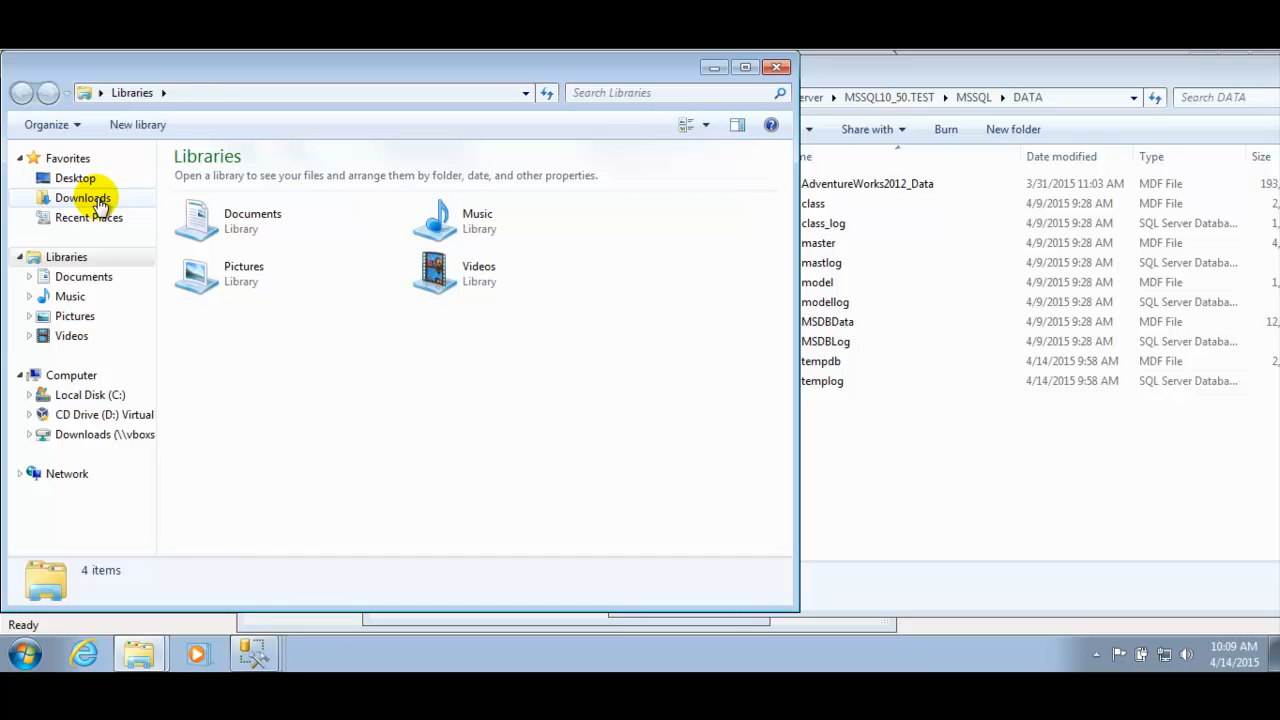 Libraries
Search Libraries
Organize
New library
Favorites
Desktop
Downloads
Recent Places
Libraries
Documents
Music
Pictures
Videos
Computer
Local Disk (C:)
CD Drive (D:) Virtual
Downloads (\\vboxs
Network
Libraries
Open a library to see your files and arrange them by folder, date, and other properties.
Documents
Library
Music
Library
Pictures
Library
Videos
Library
4 items
erver MSSQL10_50.TEST MSSQL DATA
Search DATA
Share with Burn New folder
me Date modified Type Size
AdventureWorks2012_Data 3/31/2015 11:03 AM MDF File 193,
class 4/9/2015 9:28 AM MDF File 2,
class_log 4/9/2015 9:28 AM SQL Server Databa...
master 4/9/2015 9:28 AM MDF File 4,
mastlog 4/9/2015 9:28 AM SQL Server Databa...
model 4/9/2015 9:28 AM MDF File 1,
modellog 4/9/2015 9:28 AM SQL Server Databa...
MSDBData 4/9/2015 9:28 AM MDF File 12,
MSDBLog 4/9/2015 9:28 AM SQL Server Databa...
tempdb 4/14/2015 9:58 AM MDF File 2,
templog 4/14/2015 9:58 AM SQL Server Databa...
Ready
10:09 AM
4/14/2015